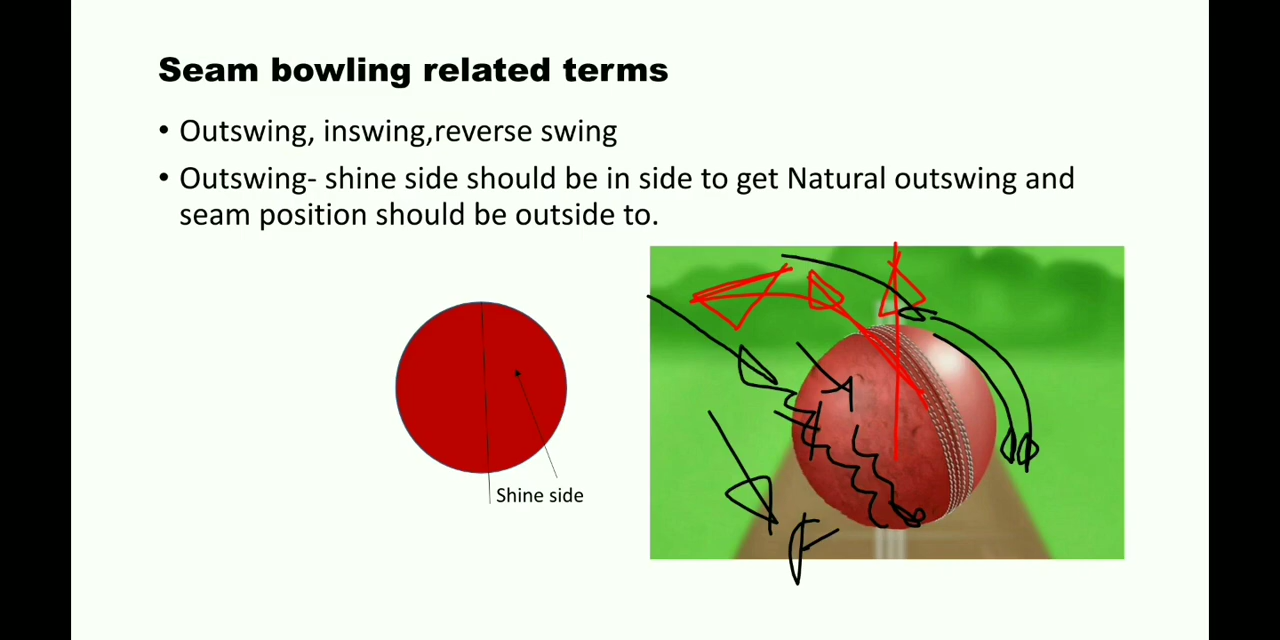 Seam bowling related terms
• Outswing, inswing,reverse swing
• Outswing- shine side should be in side to get Natural outswing and
seam position should be outside to.
Shine side